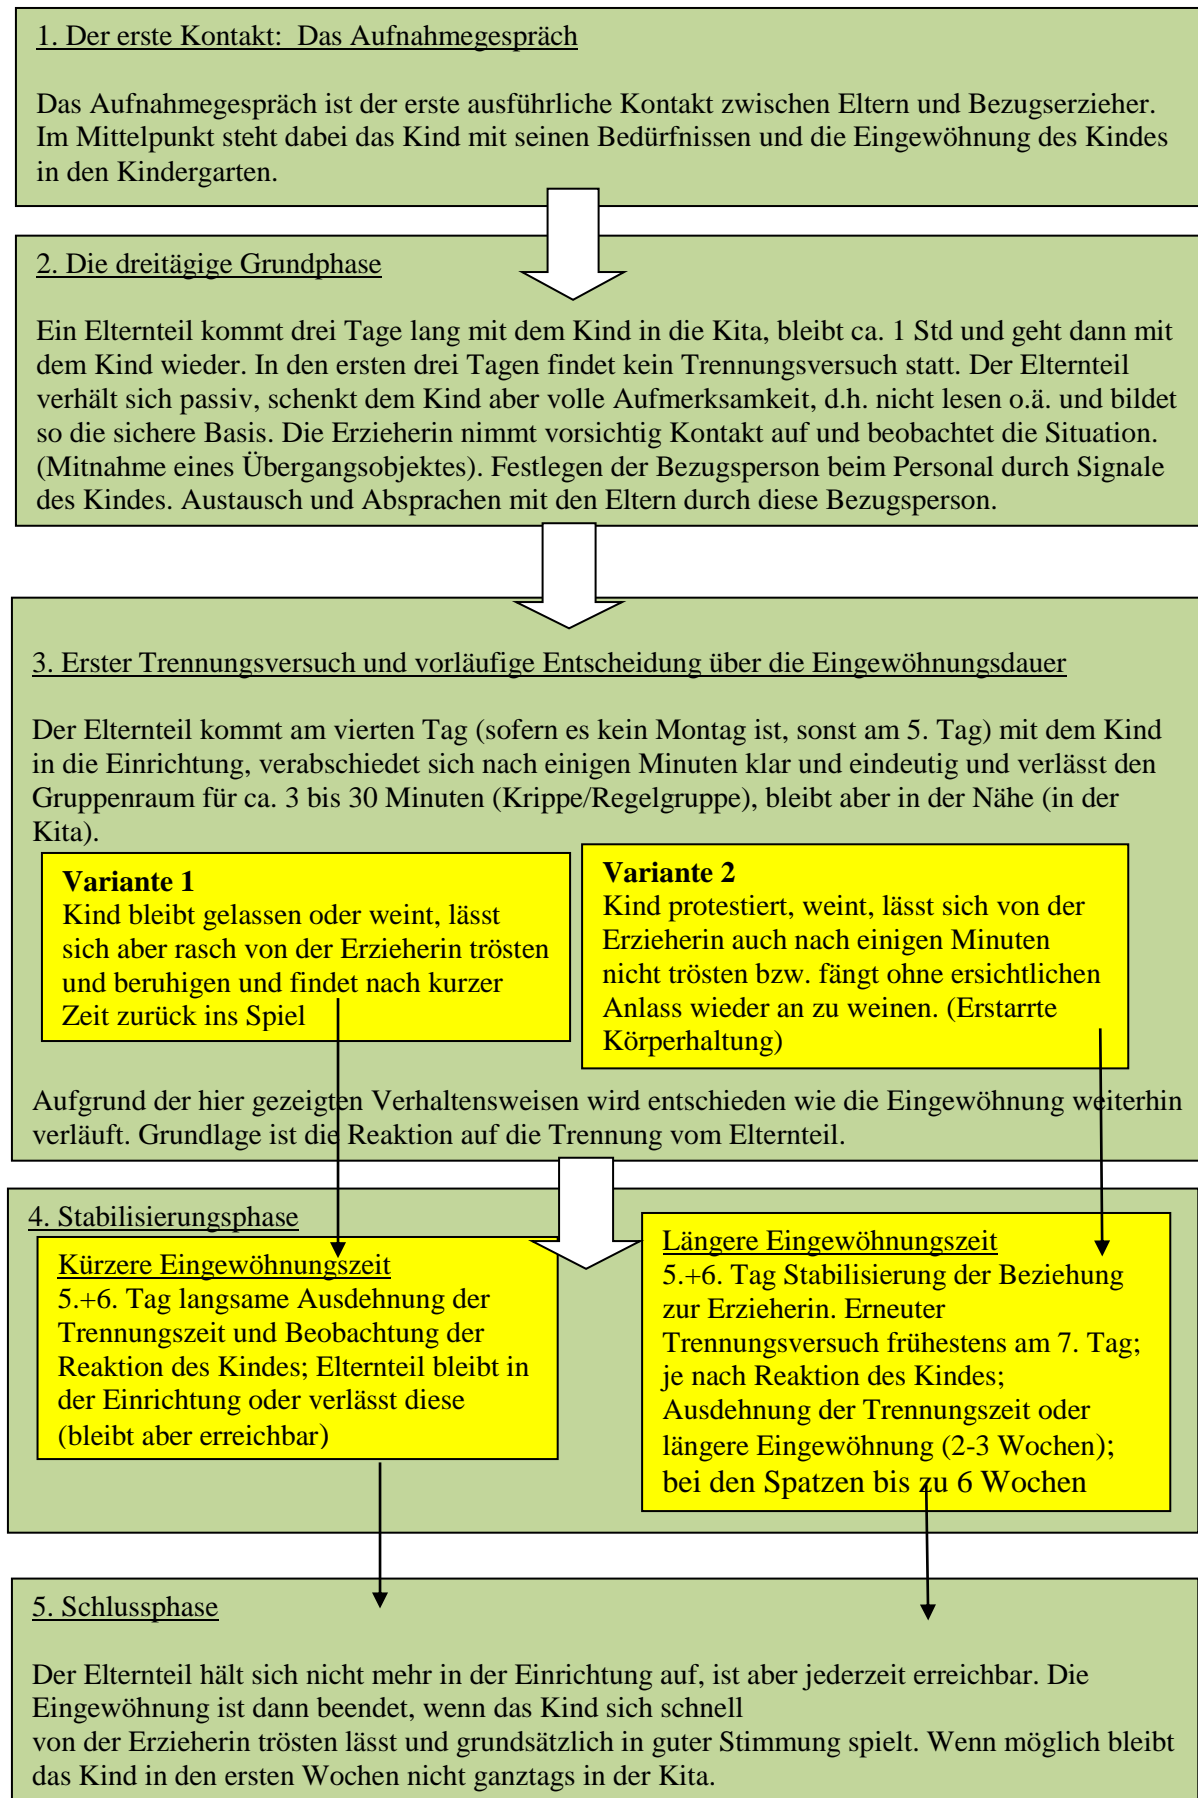 1. Der erste Kontakt:  Das Aufnahmegespräch
Das Aufnahmegespräch ist der erste ausführliche Kontakt zwischen Eltern und Bezugserzieher.
Im Mittelpunkt steht dabei das Kind mit seinen Bedürfnissen und die Eingewöhnung des Kindes
in den Kindergarten.
2. Die dreitägige Grundphase
Ein Elternteil kommt drei Tage lang mit dem Kind in die Kita, bleibt ca. 1 Std und geht dann mit
dem Kind wieder. In den ersten drei Tagen findet kein Trennungsversuch statt. Der Elternteil
verhält sich passiv, schenkt dem Kind aber volle Aufmerksamkeit, d.h. nicht lesen o.ä. und bildet
so die sichere Basis. Die Erzieherin nimmt vorsichtig Kontakt auf und beobachtet die Situation.
(Mitnahme eines Übergangsobjektes). Festlegen der Bezugsperson beim Personal durch Signale
des Kindes. Austausch und Absprachen mit den Eltern durch diese Bezugsperson.
3. Erster Trennungsversuch und vorläufige Entscheidung über die Eingewöhnungsdauer
Der Elternteil kommt am vierten Tag (sofern es kein Montag ist, sonst am 5. Tag) mit dem Kind
in die Einrichtung, verabschiedet sich nach einigen Minuten klar und eindeutig und verlässt den
Gruppenraum für ca. 3 bis 30 Minuten (Krippe/Regelgruppe), bleibt aber in der Nähe (in der
Kita).
Variante 1
Kind bleibt gelassen oder weint, lässt
sich aber rasch von der Erzieherin trösten
und beruhigen und findet nach kurzer
Zeit zurück ins Spiel
Variante 2
Kind protestiert, weint, lässt sich von der
Erzieherin auch nach einigen Minuten
nicht trösten bzw. fängt ohne ersichtlichen
Anlass wieder an zu weinen. (Erstarrte
Körperhaltung)
Aufgrund der hier gezeigten Verhaltensweisen wird entschieden wie die Eingewöhnung weiterhin
verläuft. Grundlage ist die Reaktion auf die Trennung vom Elternteil.
4. Stabilisierungsphase
Kürzere Eingewöhnungszeit
5.+6. Tag langsame Ausdehnung der
Trennungszeit und Beobachtung der
Reaktion des Kindes; Elternteil bleibt in
der Einrichtung oder verlässt diese
(bleibt aber erreichbar)
Längere Eingewöhnungszeit
5.+6. Tag Stabilisierung der Beziehung
zur Erzieherin. Erneuter
Trennungsversuch frühestens am 7. Tag;
je nach Reaktion des Kindes;
Ausdehnung der Trennungszeit oder
längere Eingewöhnung (2-3 Wochen);
bei den Spatzen bis zu 6 Wochen
5. Schlussphase
Der Elternteil hält sich nicht mehr in der Einrichtung auf, ist aber jederzeit erreichbar. Die
Eingewöhnung ist dann beendet, wenn das Kind sich schnell
von der Erzieherin trösten lässt und grundsätzlich in guter Stimmung spielt. Wenn möglich bleibt
das Kind in den ersten Wochen nicht ganztags in der Kita.